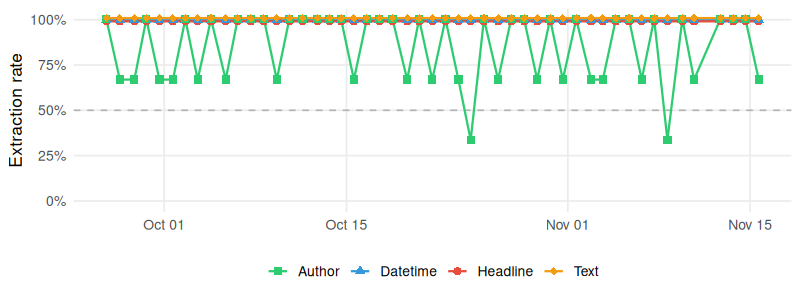 Extraction rate
100%
75%
50%
25%
0%
Oct 01 Oct 15 Nov 01 Nov 15
Author Datetime Headline Text